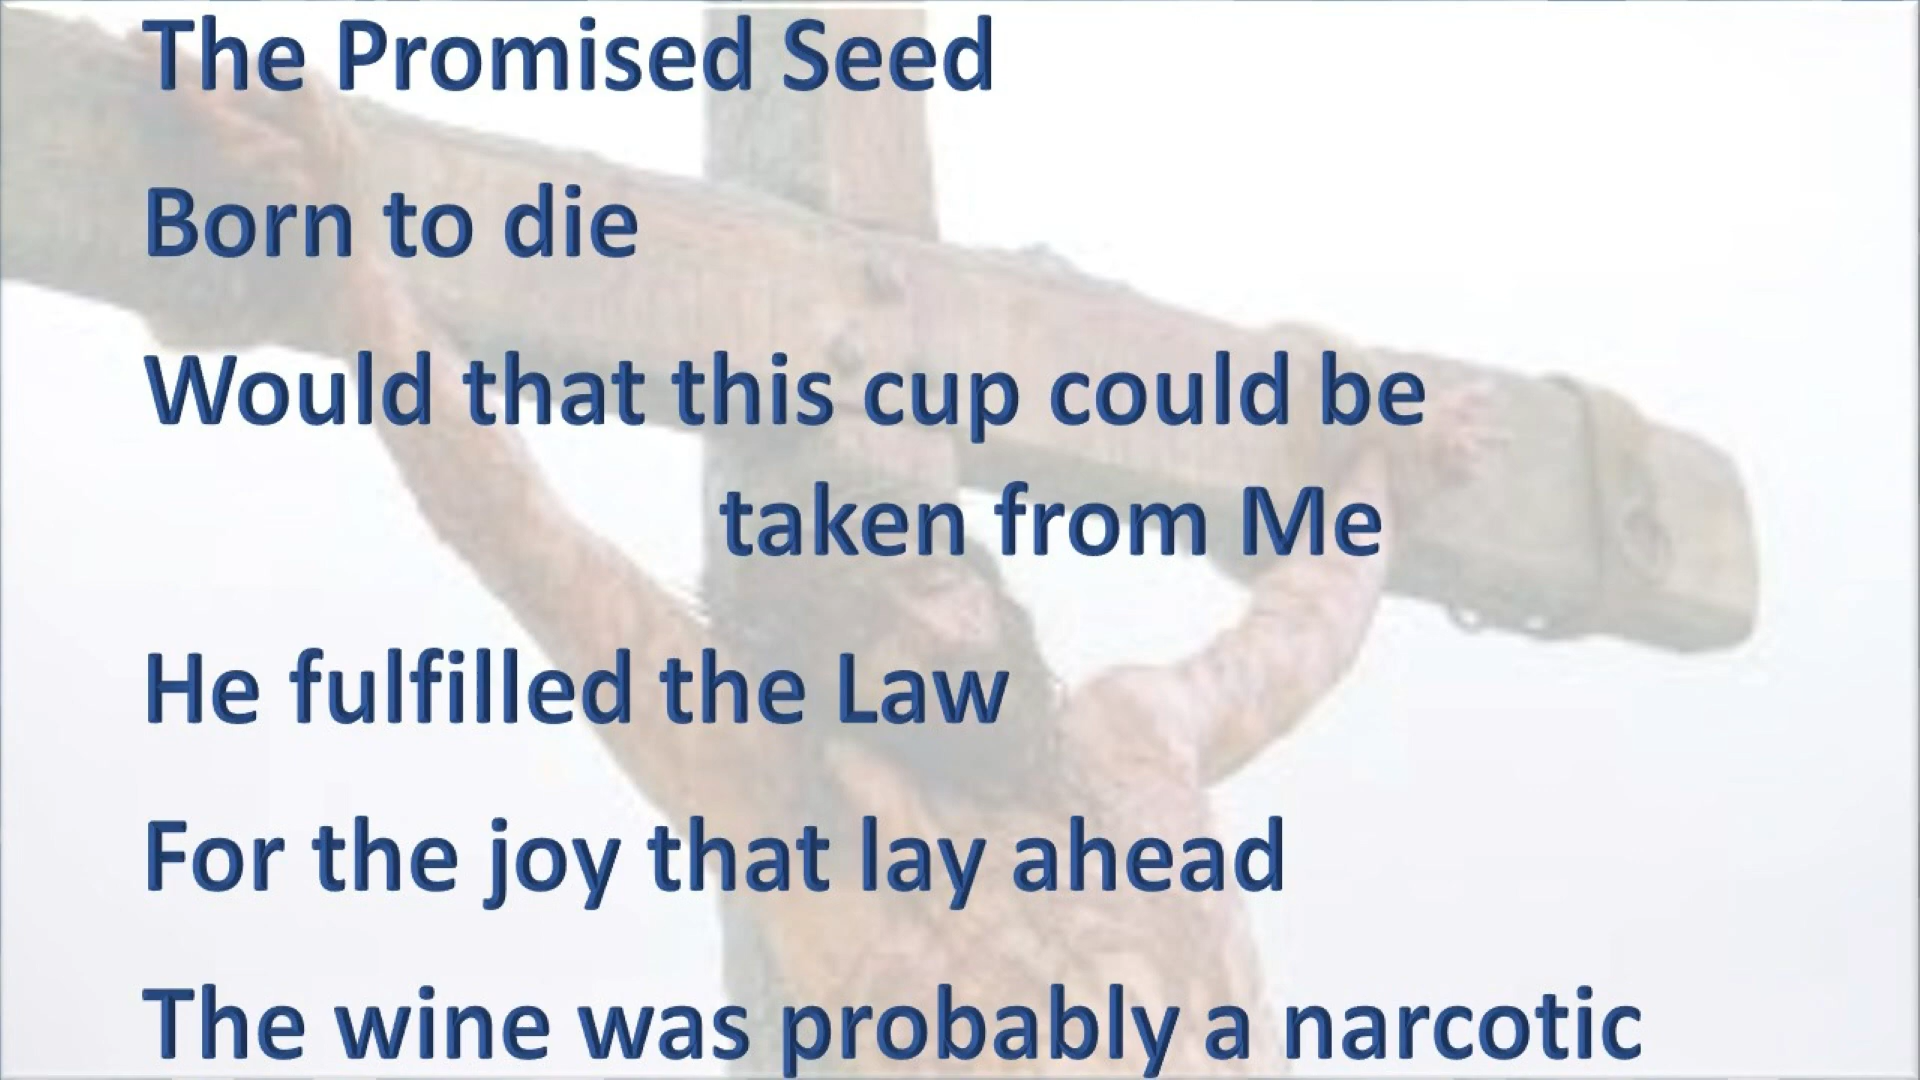 The Promised Seed
Born to die
Would that this cup could be
taken from Me
He fulfilled the Law
For the joy that lay ahead
The wine was probably a narcotic